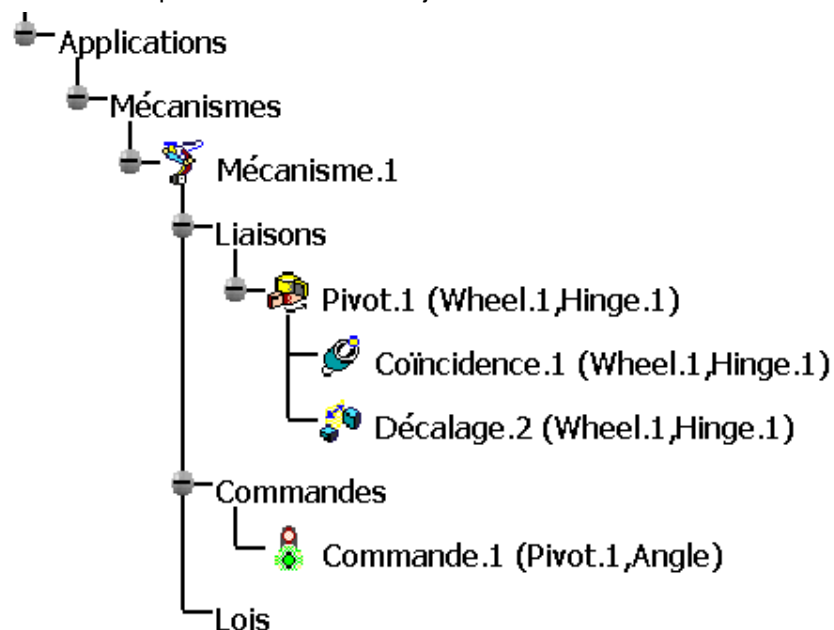 Applications
Mécanismes
Mécanisme.1
Liaisons
Pivot.1 (Wheel.1,Hinge.1)
Coïncidence.1 (Wheel.1,Hinge.1)
Décalage.2 (Wheel.1,Hinge.1)
Commandes
Commande.1 (Pivot.1,Angle)
Lois